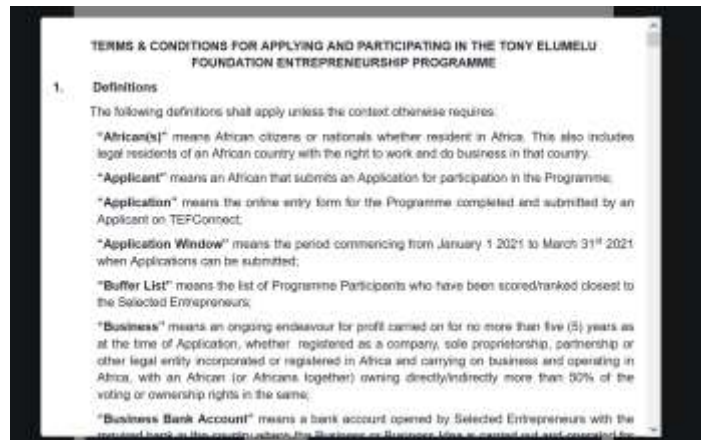 TERMS & CONDITIONS FOR APPLYING AND PARTICIPATING IN THE TONY ELUMELU
FOUNDATION ENTREPRENEURSHIP PROGRAMME
1. Definitions
The following definitions shall apply unless the context otherwise requires:
"African(s)" means African citizens or nationals whether resident in Africa. This also includes
legal residents of an African country with the right to work and do business in that country.
"Applicant" means an African that submits an Application for participation in the Programme;
"Application" means the online entry form for the Programme completed and submitted by an
Applicant on TEFConnect;
"Application Window" means the period commencing from January 1 2021 to March 31st 2021
when Applications can be submitted;
"Buffer List" means the list of Programme Participants who have been scored/ranked closest to
the Selected Entrepreneurs;
"Business" means an ongoing endeavour for profit carried on for no more than five (5) years as
at the time of Application, whether registered as a company, sole proprietorship, partnership or
other legal entity incorporated or registered in Africa and carrying on business and operating in
Africa, with an African (or Africans together) owning directly/indirectly more than 50% of the
voting or ownership rights in the same;
"Business Bank Account" means a bank account opened by Selected Entrepreneurs with the